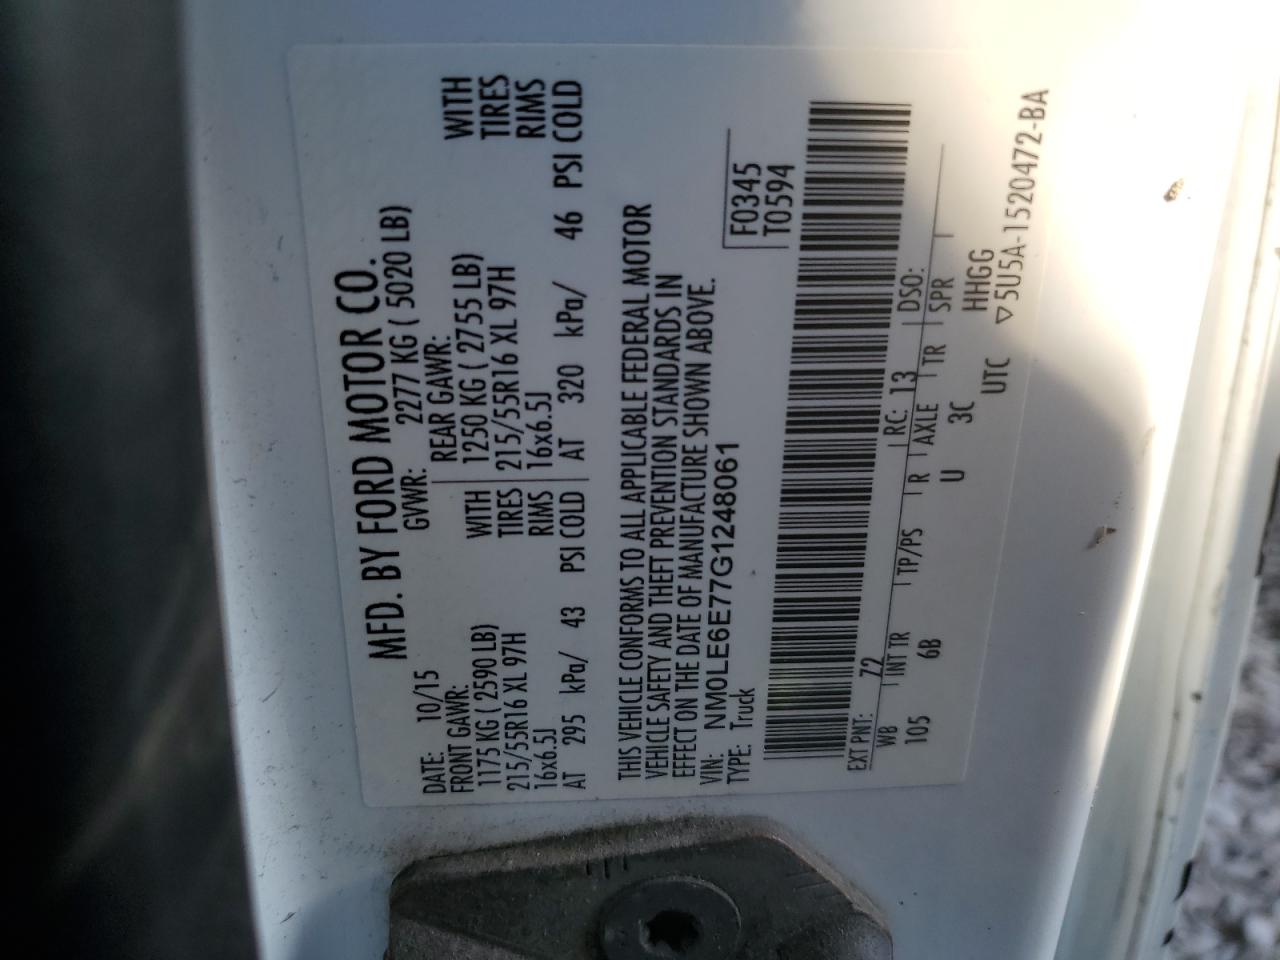 MFD. BY FORD MOTOR CO.
DATE: 10/15 GVWR: 2277 KG ( 5020 LB)
FRONT GAWR: REAR GAWR:
1175 KG ( 2590 LB) WITH 1250 KG ( 2755 LB) WITH
215/55R16 XL 97H TIRES 215/55R16 XL 97H TIRES
16x6.5J RIMS 16x6.5J RIMS
AT 295 kPa/ 43 PSI COLD AT 320 kPa/ 46 PSI COLD
THIS VEHICLE CONFORMS TO ALL APPLICABLE FEDERAL MOTOR
VEHICLE SAFETY AND THEFT PREVENTION STANDARDS IN
EFFECT ON THE DATE OF MANUFACTURE SHOWN ABOVE.
VIN: NM0LE6E77G1248061 F0345
TYPE: Truck T0594
EXT PNT: 72 RC: 13 DSO:
WB INT TR TP/PS R AXLE TR SPR
105 6B U 3C HHGG
UTC ▽5U5A-1520472-BA